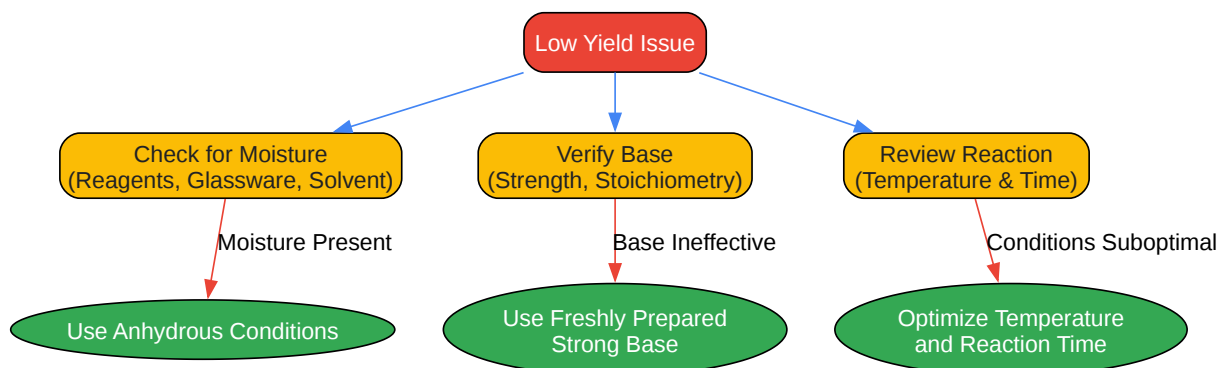 Low Yield Issue
Check for Moisture
(Reagents, Glassware, Solvent)
Verify Base
(Strength, Stoichiometry)
Review Reaction
(Temperature & Time)
Moisture Present
Base Ineffective
Conditions Suboptimal
Use Anhydrous Conditions
Use Freshly Prepared
Strong Base
Optimize Temperature
and Reaction Time